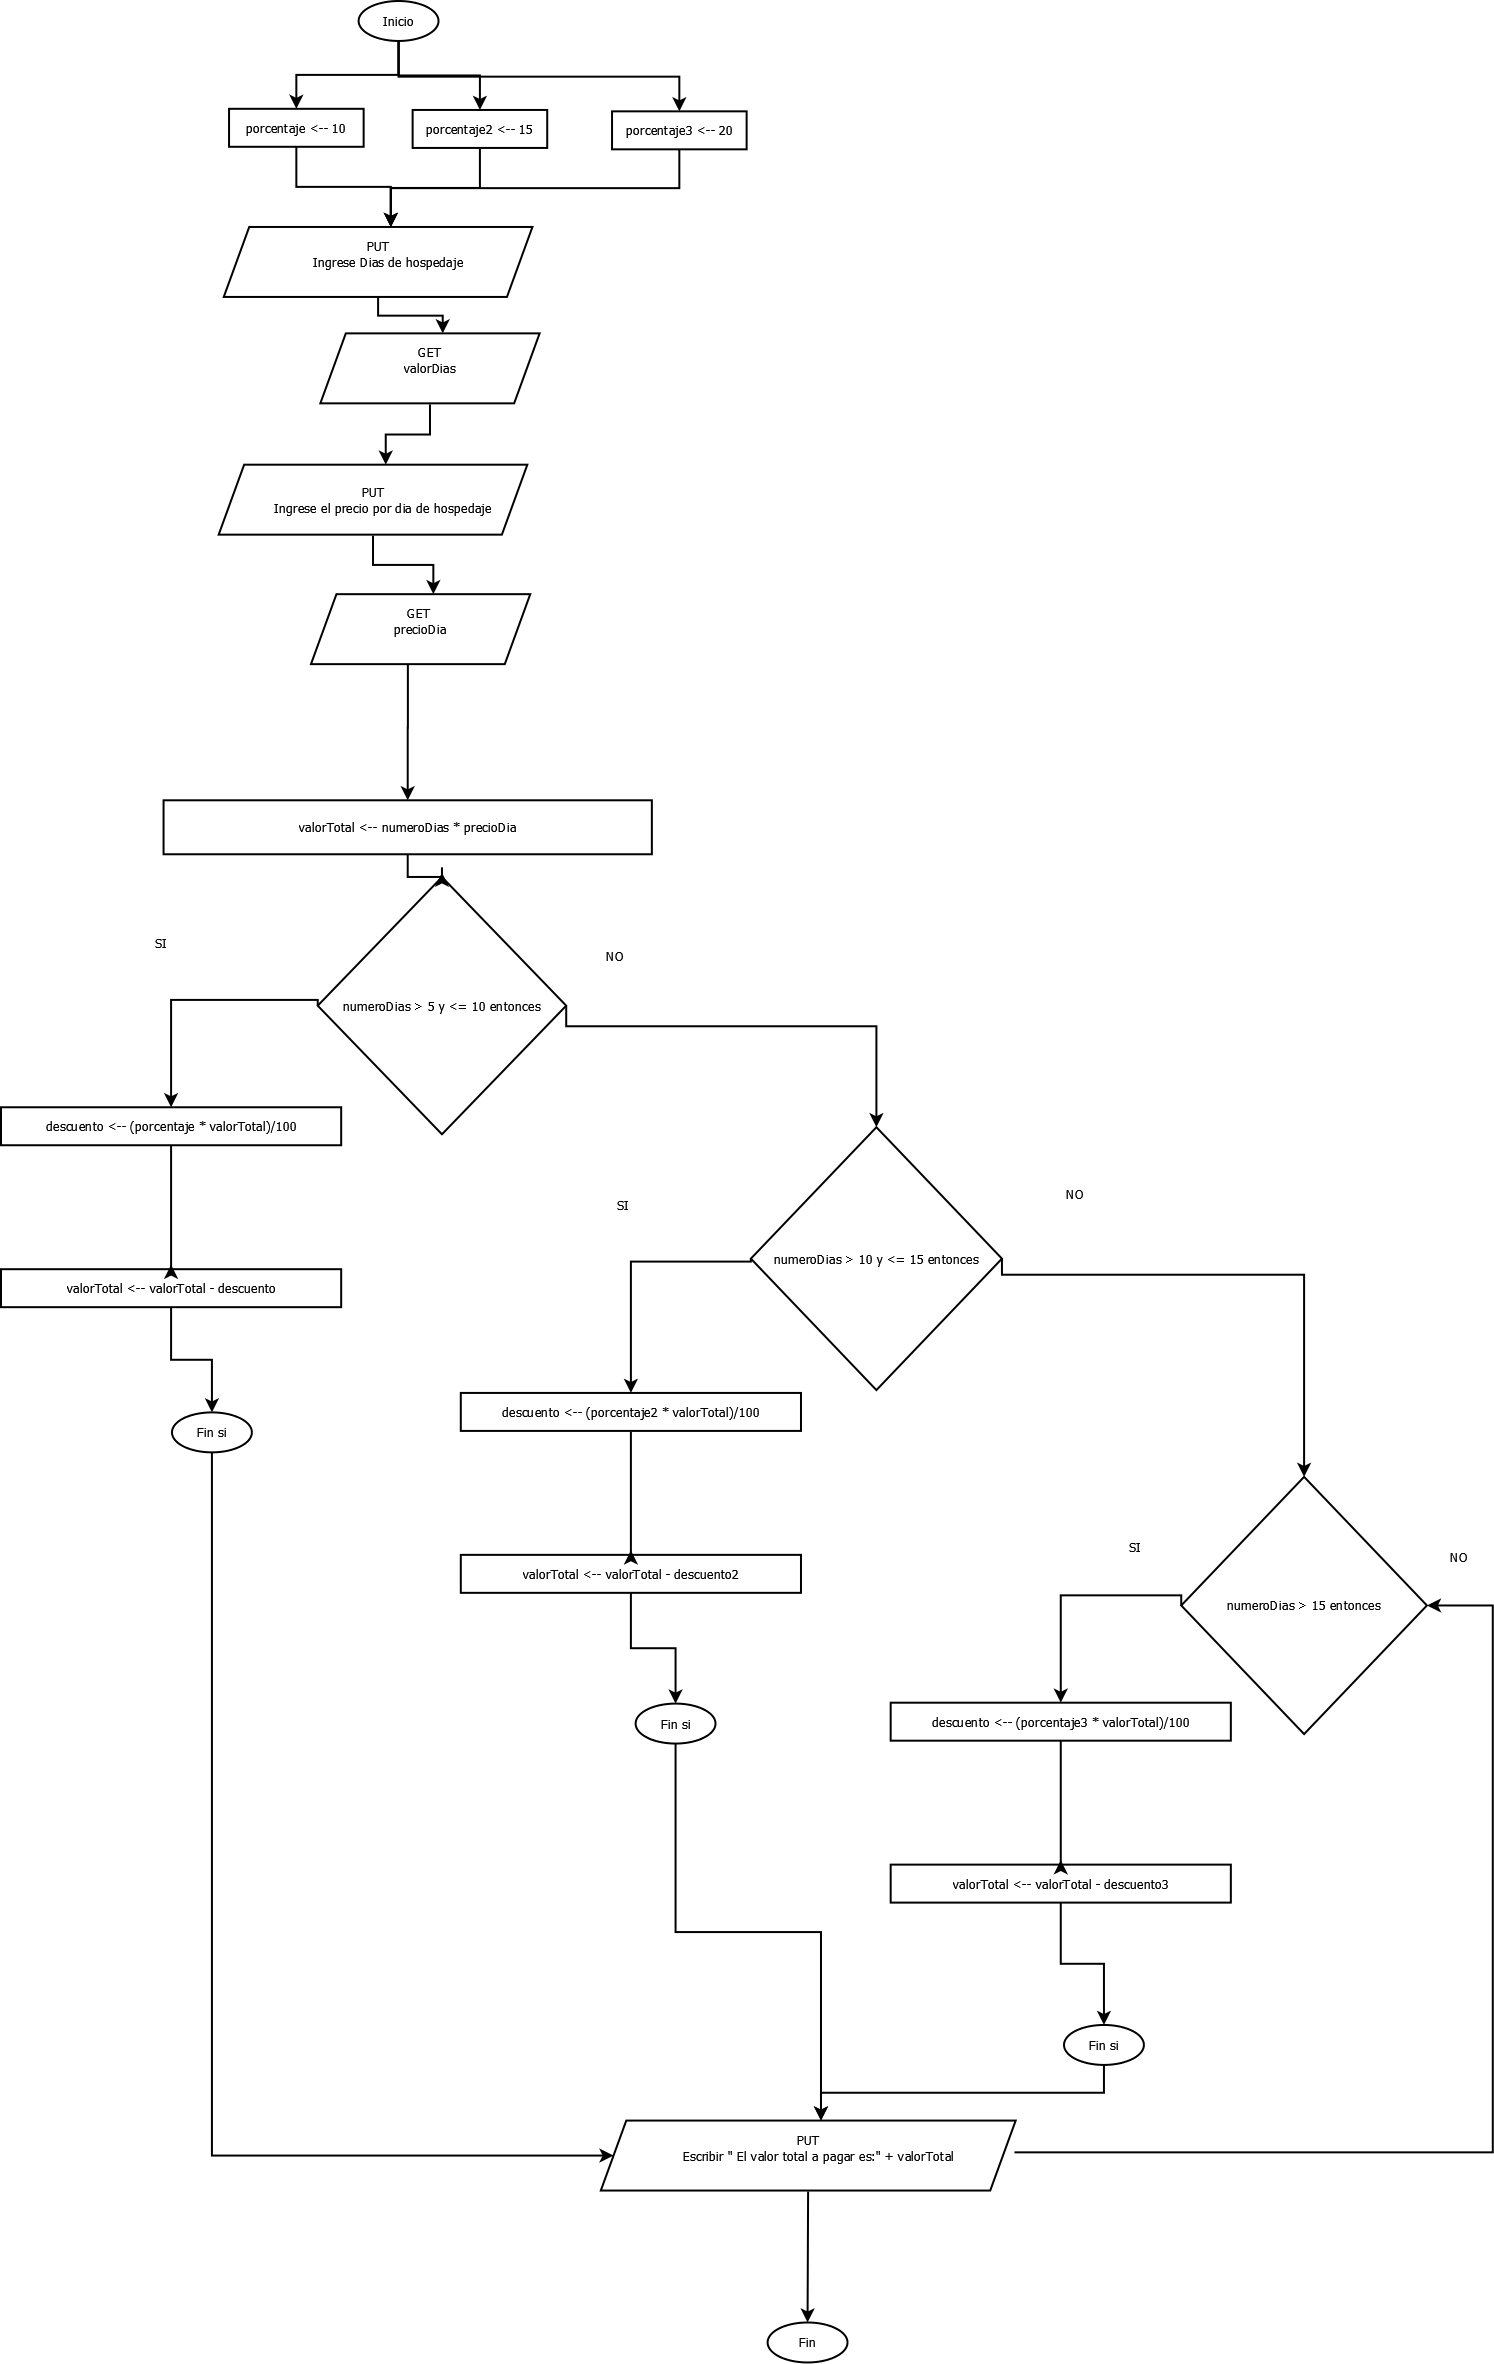 Inicio
porcentaje <-- 10
porcentaje2 <-- 15
porcentaje3 <-- 20
PUT
Ingrese Dias de hospedaje
GET
valorDias
PUT
Ingrese el precio por dia de hospedaje
GET
precioDia
valorTotal <-- numeroDias * precioDia
SI
NO
numeroDias > 5 y <= 10 entonces
descuento <-- (porcentaje * valorTotal)/100
SI
NO
numeroDias > 10 y <= 15 entonces
valorTotal <-- valorTotal - descuento
descuento <-- (porcentaje2 * valorTotal)/100
Fin si
SI
NO
valorTotal <-- valorTotal - descuento2
numeroDias > 15 entonces
Fin si
descuento <-- (porcentaje3 * valorTotal)/100
valorTotal <-- valorTotal - descuento3
Fin si
PUT
Escribir " El valor total a pagar es:" + valorTotal
Fin